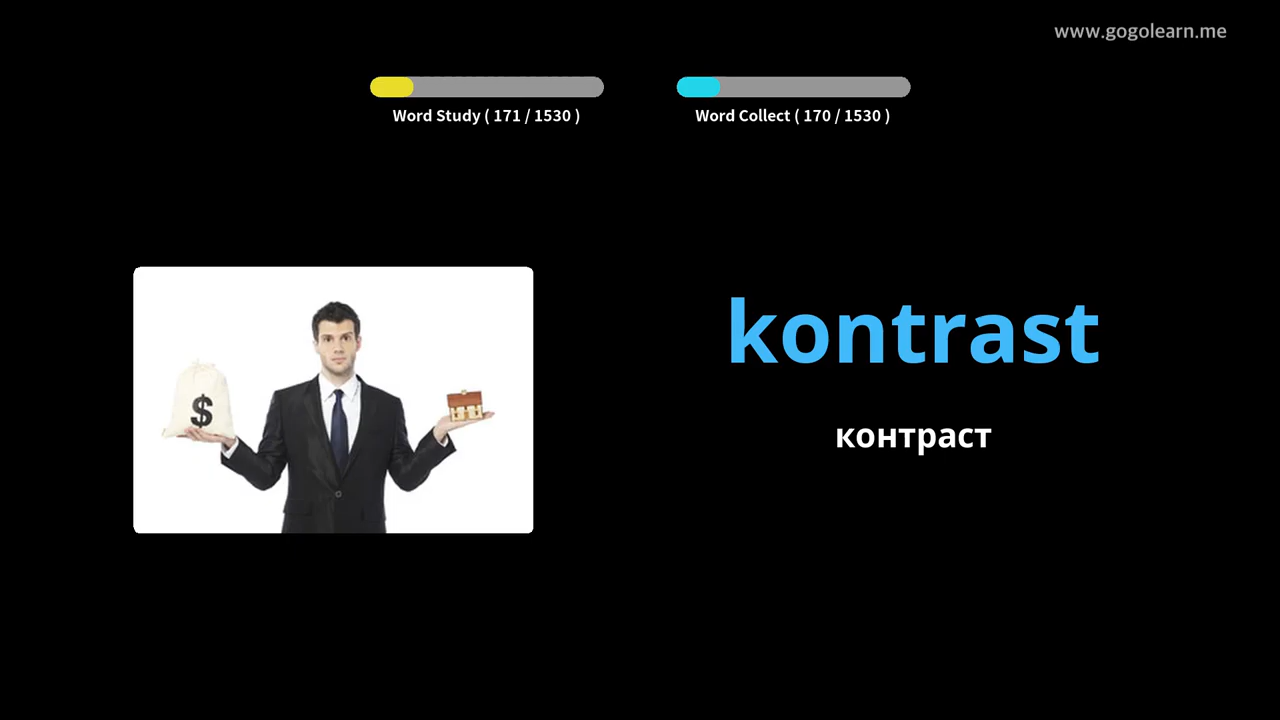 www.gogolearn.me
Word Study ( 171 / 1530 )
Word Collect ( 170 / 1530 )
$
kontrast
контраст